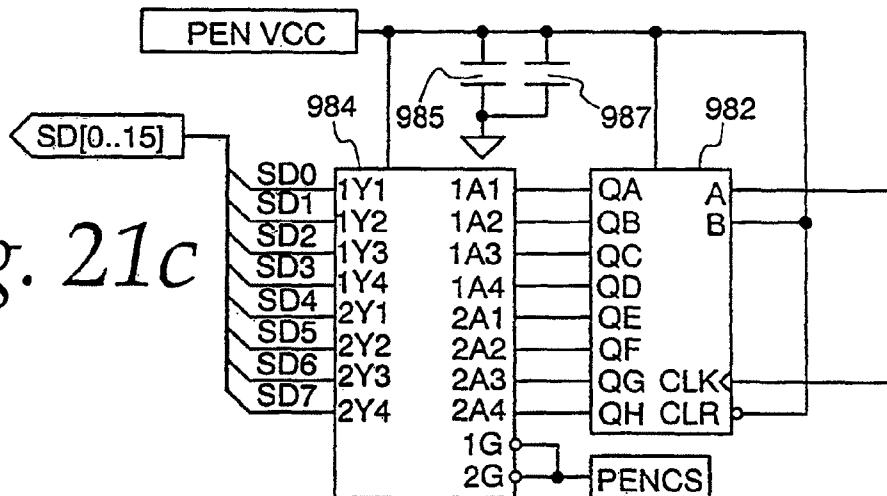 PEN VCC
984
985
987
982
SD[0..15]
SD0 1Y1 1A1 QA A
SD1 1Y2 1A2 QB B
SD2 1Y3 1A3 QC
SD3 1Y4 1A4 QD
SD4 2Y1 2A1 QE
SD5 2Y2 2A2 QF
SD6 2Y3 2A3 QG CLK
SD7 2Y4 2A4 QH CLR
1G
2G PENCS
g. 21c